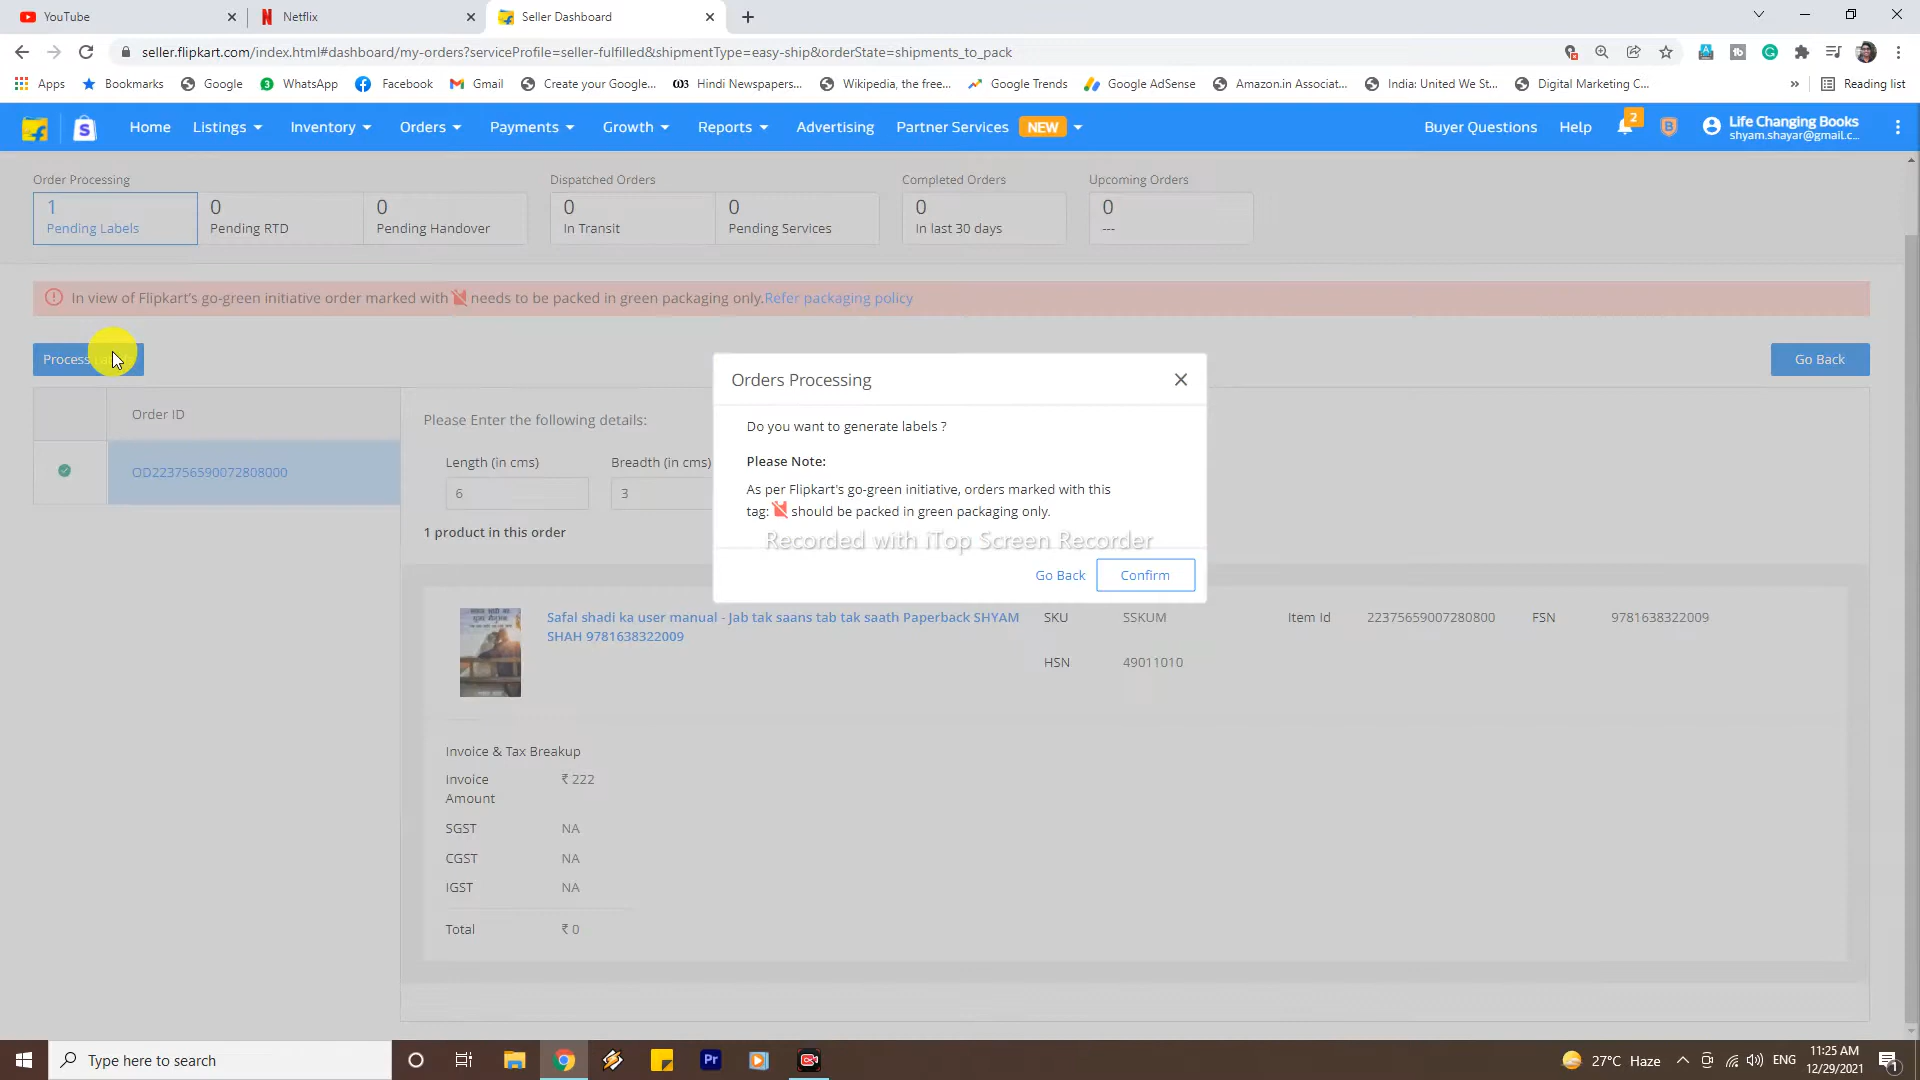 YouTube
Netflix
Seller Dashboard
seller.flipkart.com/index.html#dashboard/my-orders?serviceProfile=seller-fulfilled&shipmentType=easy-ship&orderState=shipments_to_pack
Apps
Bookmarks
Google
WhatsApp
Facebook
Gmail
Create your Google...
Hindi Newspapers...
Wikipedia, the free...
Google Trends
Google AdSense
Amazon.in Associat...
India: United We St...
Digital Marketing C...
»
Reading list
Home
Listings
Inventory
Orders
Payments
Growth
Reports
Advertising
Partner Services
NEW
Buyer Questions
Help
2
Life Changing Books
shyam.shayar@gmail.c...
Order Processing
Dispatched Orders
Completed Orders
Upcoming Orders
1
Pending Labels
0
Pending RTD
0
Pending Handover
0
In Transit
0
Pending Services
0
In last 30 days
0
---
In view of Flipkart's go-green initiative order marked with needs to be packed in green packaging only.Refer packaging policy
Process
Go Back
Order ID
OD223756590072808000
Please Enter the following details:
Length (in cms)
Breadth (in cms)
6
3
1 product in this order
Orders Processing
Do you want to generate labels ?
Please Note:
As per Flipkart's go-green initiative, orders marked with this
tag: should be packed in green packaging only.
Recorded with iTop Screen Recorder
Go Back
Confirm
Safal shadi ka user manual - Jab tak saans tab tak saath Paperback SHYAM
SHAH 9781638322009
SKU
SSKUM
Item Id
22375659007280800
FSN
9781638322009
HSN
49011010
Invoice & Tax Breakup
Invoice
Amount
₹ 222
SGST
NA
CGST
NA
IGST
NA
Total
₹ 0
Type here to search
Pr
27°C Haze
ENG
11:25 AM
12/29/2021
1